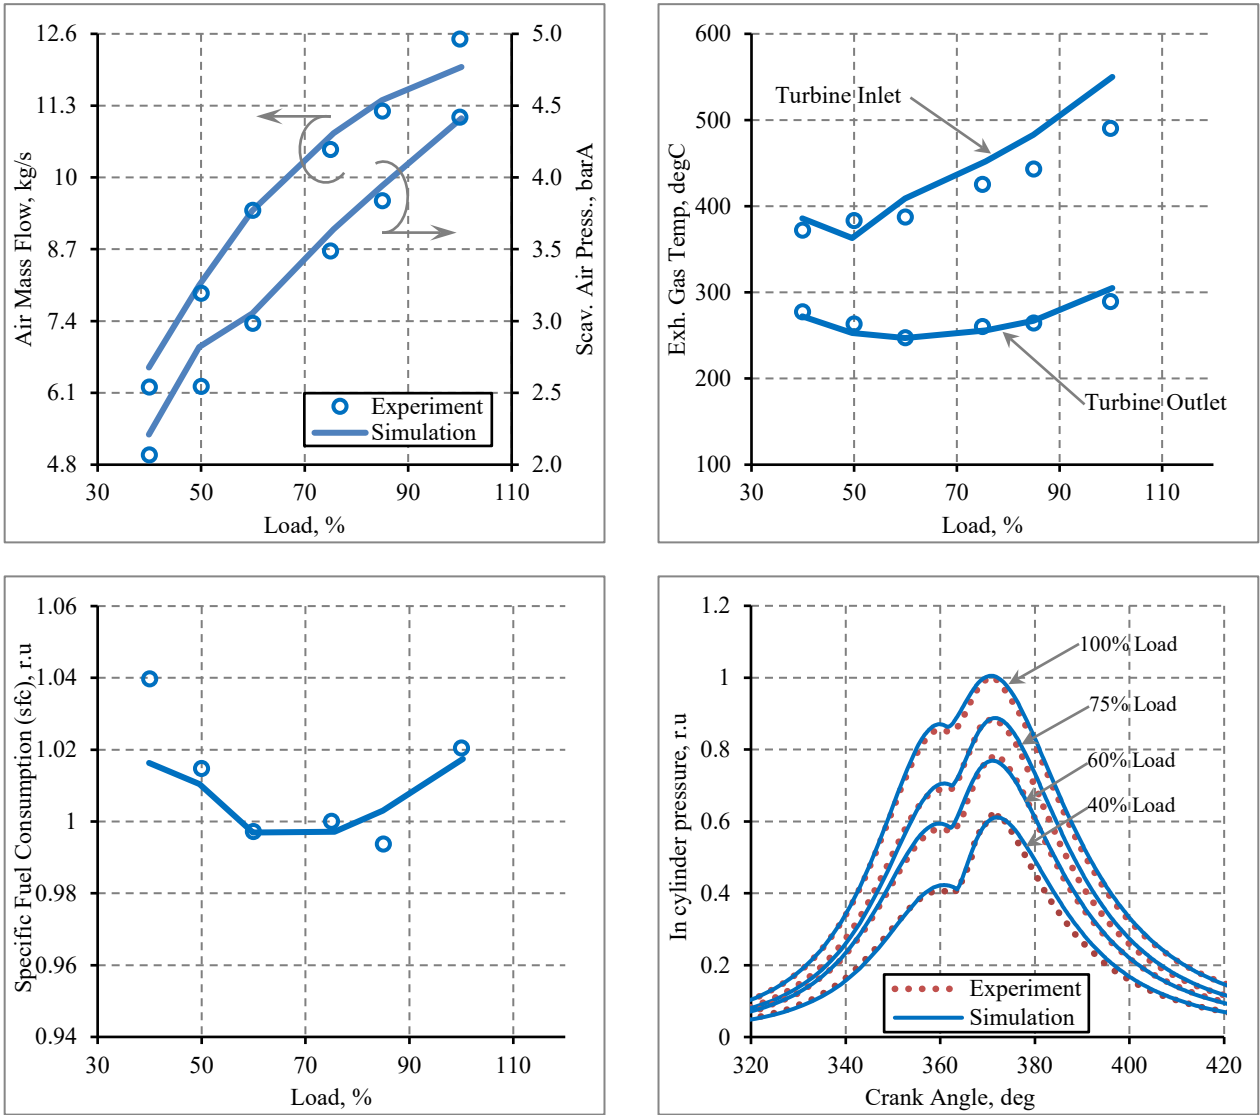 12.6
11.3
10
8.7
7.4
6.1
4.8
Air Mass Flow, kg/s
5.0
4.5
4.0
3.5
3.0
2.5
2.0
Scav. Air Press., barA
Experiment
Simulation
30
50
70
90
110
Load, %
600
500
400
300
200
100
Exh. Gas Temp, degC
Turbine Inlet
Turbine Outlet
30
50
70
90
110
Load, %
1.06
1.04
1.02
1
0.98
0.96
0.94
Specific Fuel Consumption (sfc), r.u
30
50
70
90
110
Load, %
1.2
1
0.8
0.6
0.4
0.2
0
In cylinder pressure, r.u
100% Load
75% Load
60% Load
40% Load
Experiment
Simulation
320
340
360
380
400
420
Crank Angle, deg